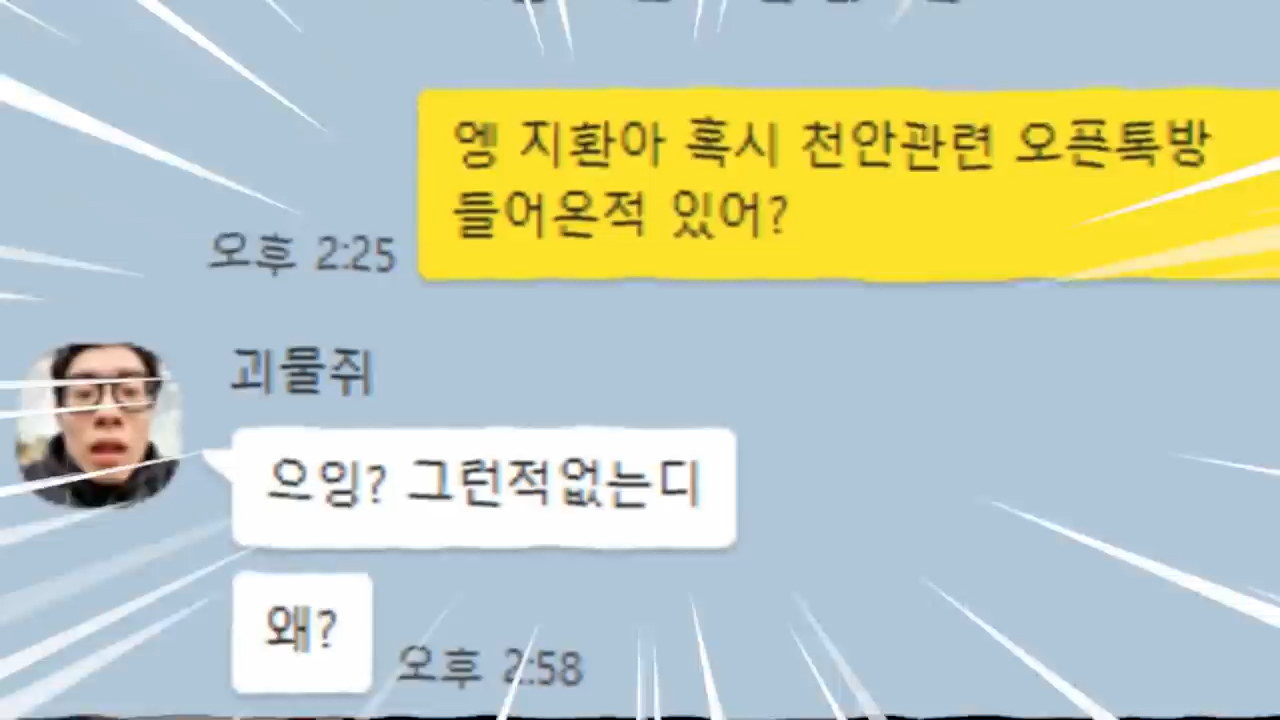 엥 지환아 혹시 천안관련 오픈톡방
들어온적 있어?
오후 2:25
괴물쥐
으잉? 그런적없는디
왜?
오후 2:58